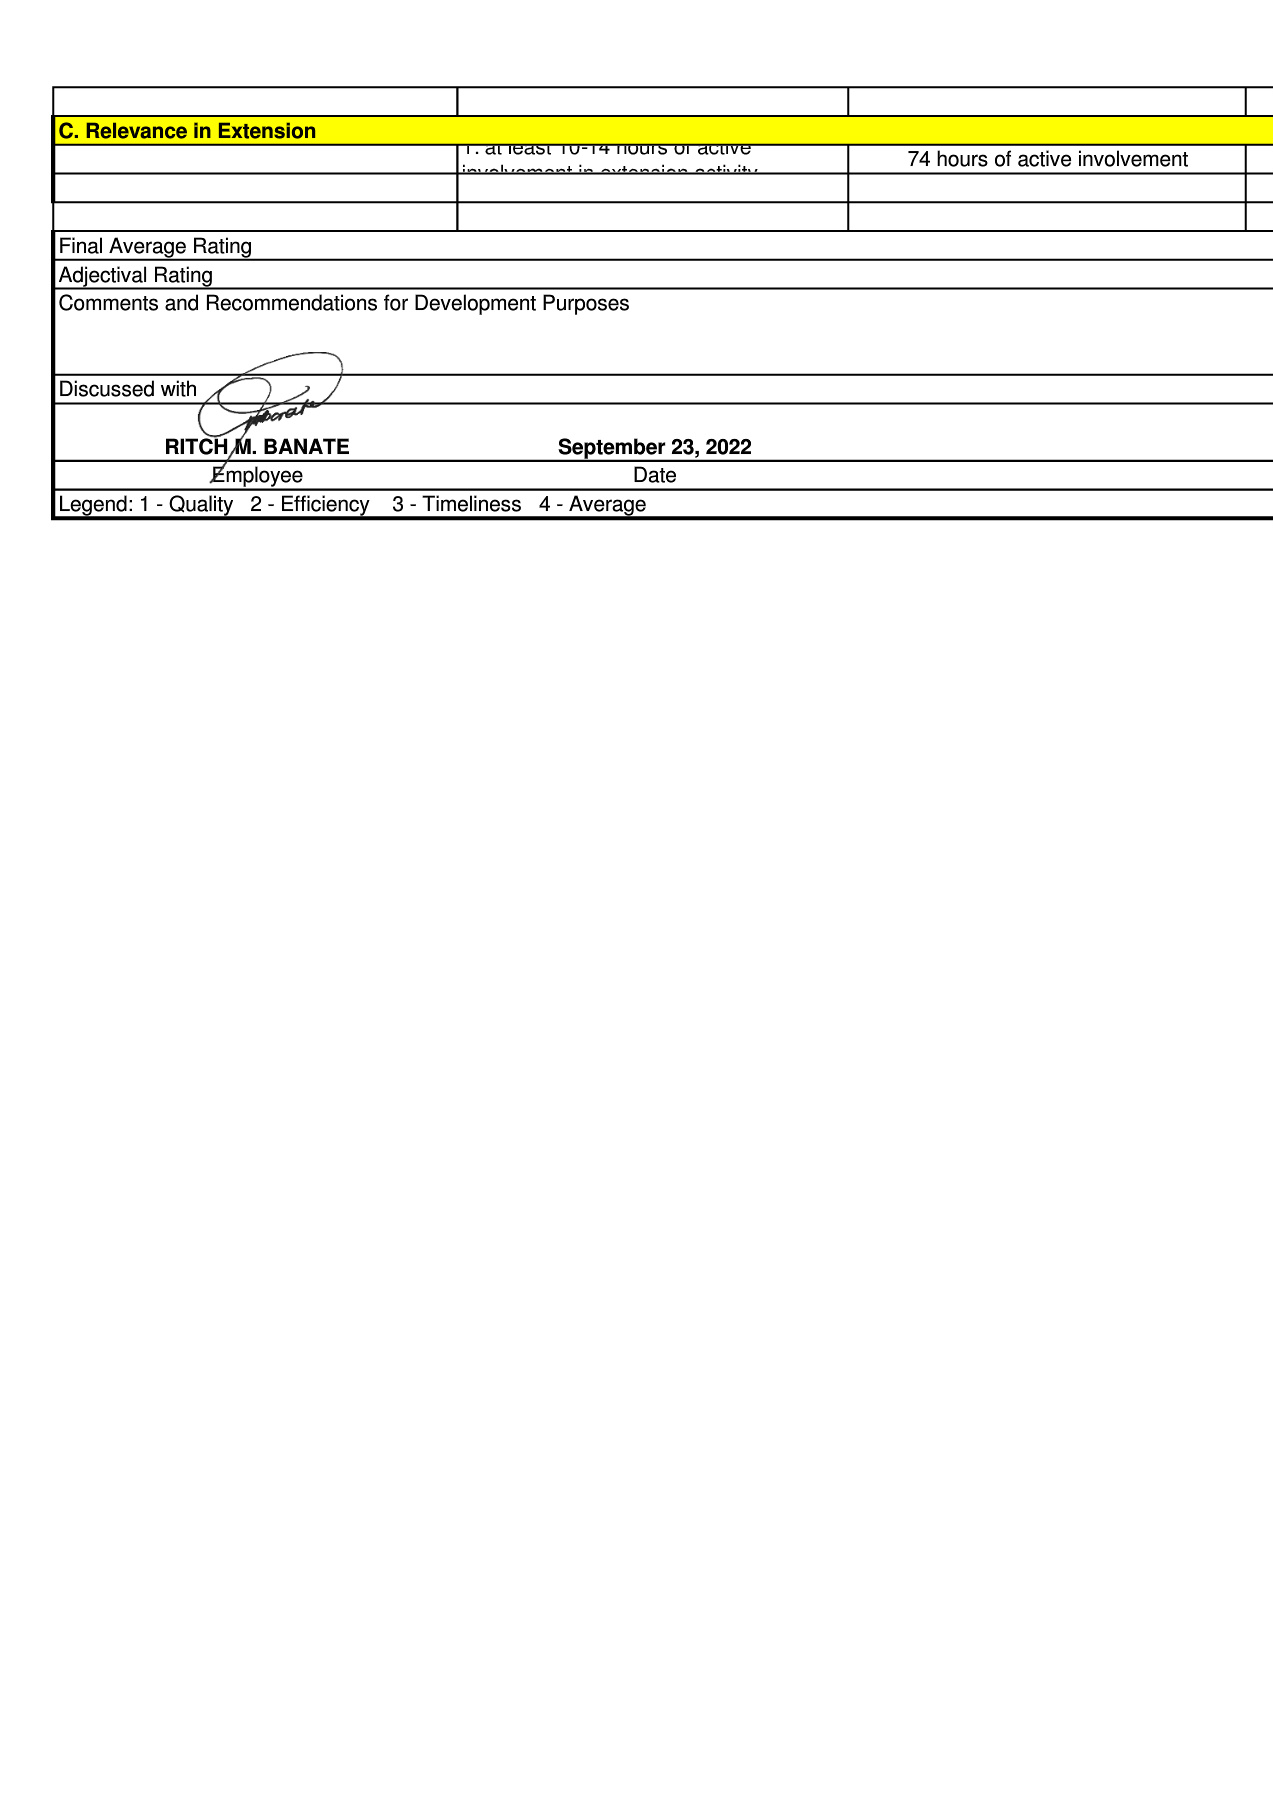 C. Relevance in Extension
1. at least 10-14 hours of active
involvement in extension activity
74 hours of active involvement
Final Average Rating
Adjectival Rating
Comments and Recommendations for Development Purposes
Discussed with
RITCH M. BANATE September 23, 2022
Employee Date
Legend: 1 - Quality 2 - Efficiency 3 - Timeliness 4 - Average